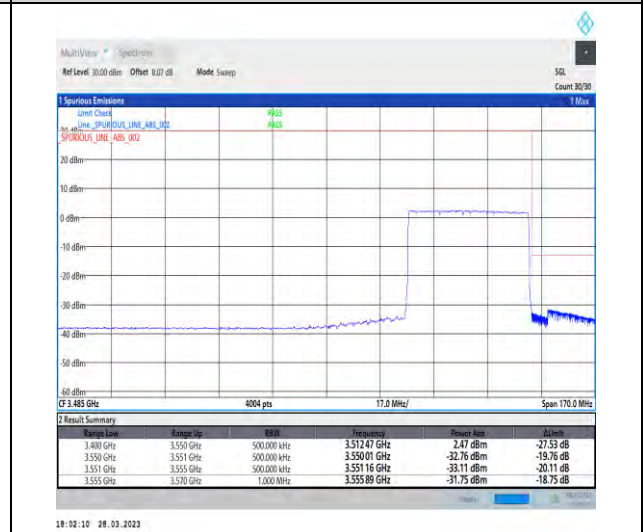 MultiView Spectrum
Ref Level 30.00 dBm Offset 8.07 dB Mode Sweep SGL
Count 30/30
1 Spurious Emissions 1 Max
Limit Check PASS
Line _SPURIOUS_LINE_ABS_002 PASS
_SPURIOUS_LINE_ABS_002
20 dBm
10 dBm
0 dBm
-10 dBm
-20 dBm
-30 dBm
-40 dBm
-50 dBm
-60 dBm
CF 3.485 GHz 4004 pts 17.0 MHz/ Span 170.0 MHz
2 Result Summary
Range Low Range Up RBW Frequency Power Abs ΔLimit
3.400 GHz 3.550 GHz 500.000 kHz 3.51247 GHz 2.47 dBm -27.53 dB
3.550 GHz 3.551 GHz 500.000 kHz 3.55001 GHz -32.76 dBm -19.76 dB
3.551 GHz 3.555 GHz 500.000 kHz 3.55116 GHz -33.11 dBm -20.11 dB
3.555 GHz 3.570 GHz 1.000 MHz 3.55589 GHz -31.75 dBm -18.75 dB
18:02:10 28.03.2023